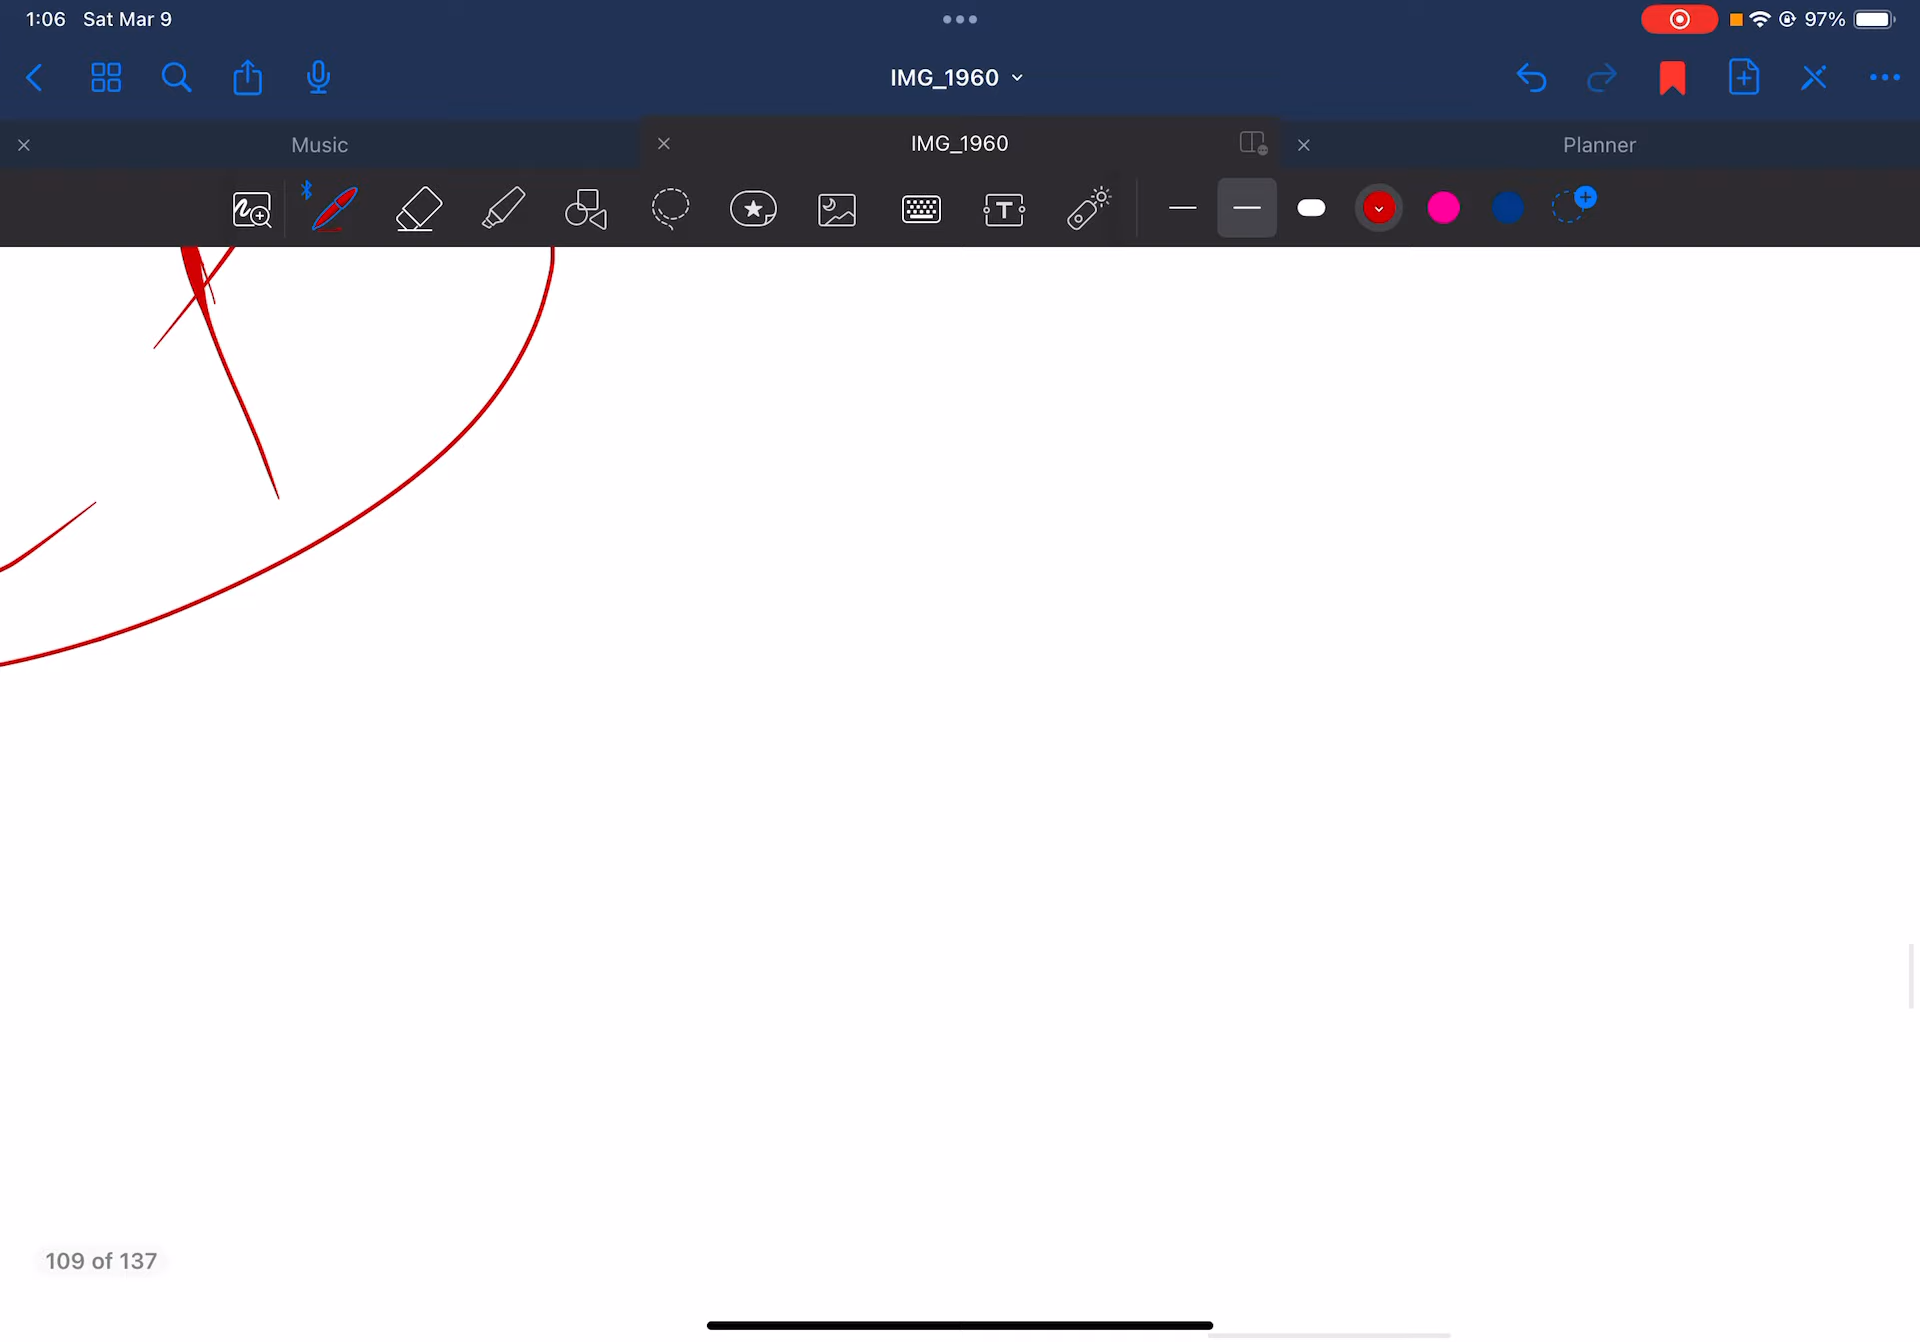 1:06 Sat Mar 9 97%
IMG_1960
Music IMG_1960 Planner
T
109 of 137